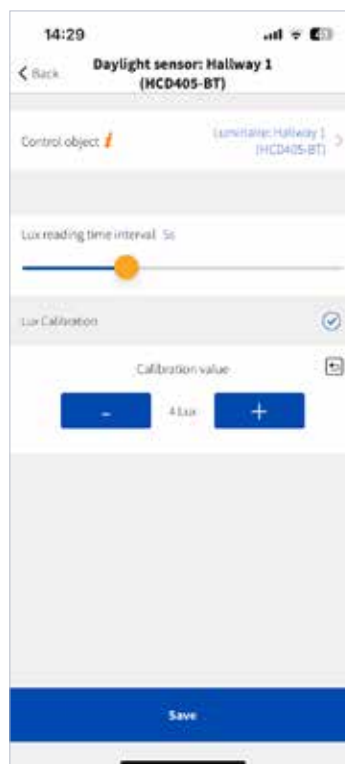 14:29
Back
Daylight sensor: Hallway 1
(HCD405-BT)
Control object i
Luminaire: Hallway 1
(HCD405-BT)
Lux reading time interval 5s
Lux Calibration
Calibration value
- 4 Lux +
Save